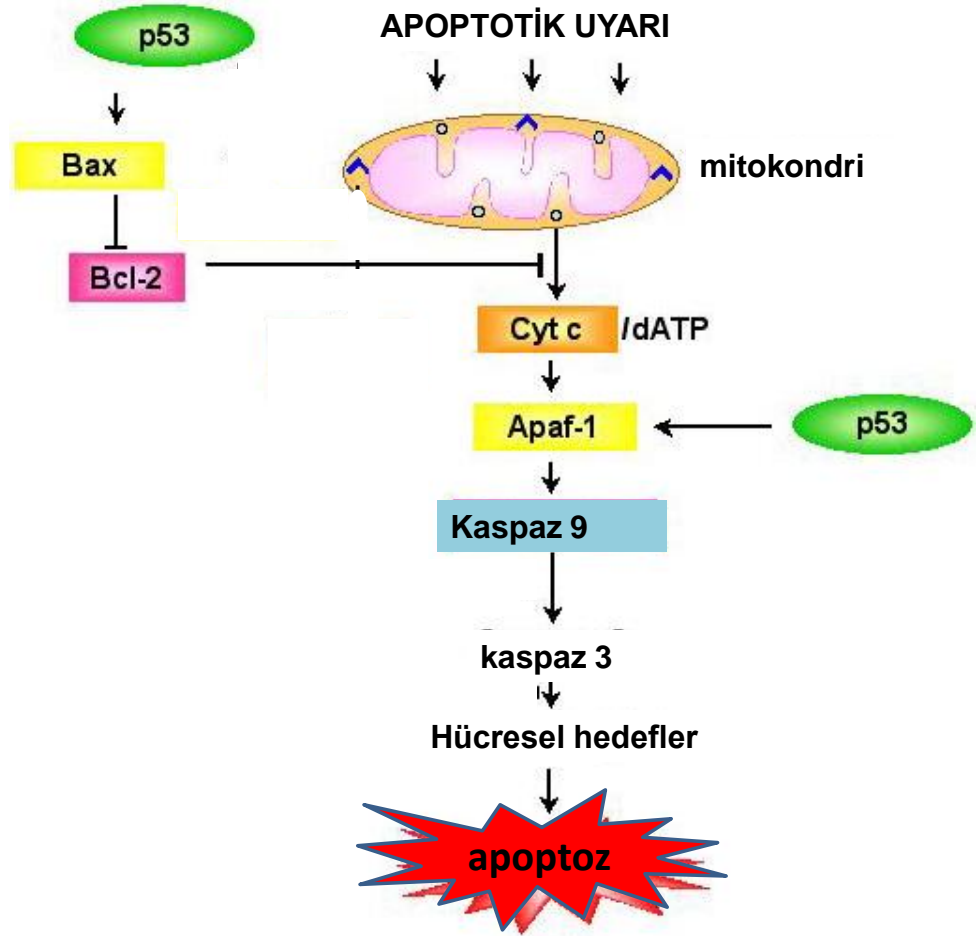 p53
APOPTOTİK UYARI
Bax
mitokondri
Bcl-2
Cyt c /dATP
Apaf-1
p53
Kaspaz 9
kaspaz 3
Hücresel hedefler
apoptoz